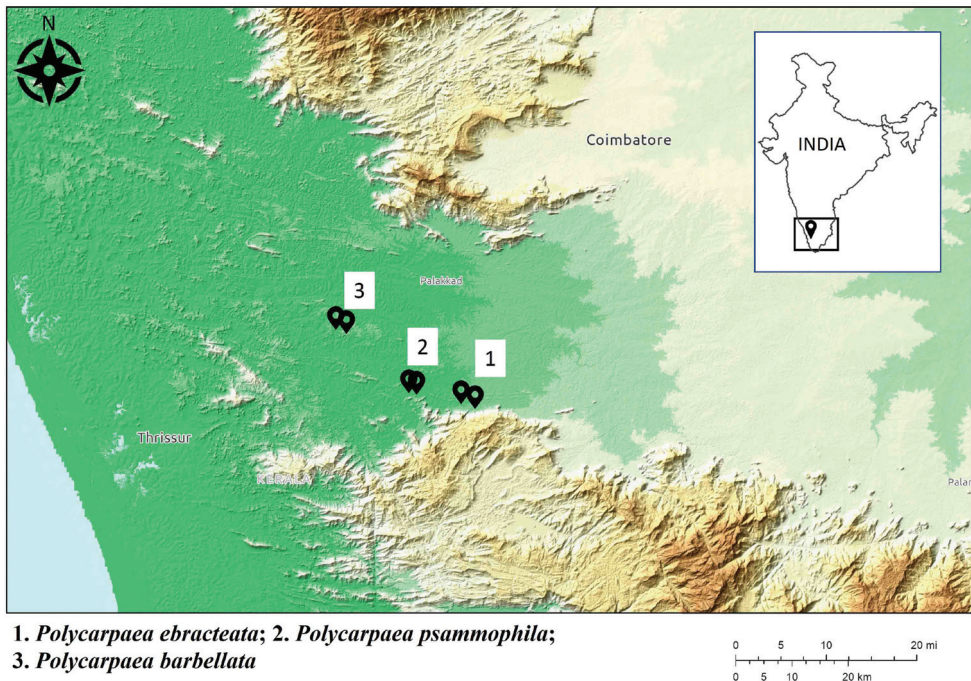 N
Coimbatore
INDIA
Palakkad
3
2
1
Thrissur
KERALA
Palan
1. Polycarpaea ebracteata; 2. Polycarpaea psammophila;
3. Polycarpaea barbellata
0 5 10 20 mi
0 5 10 20 km